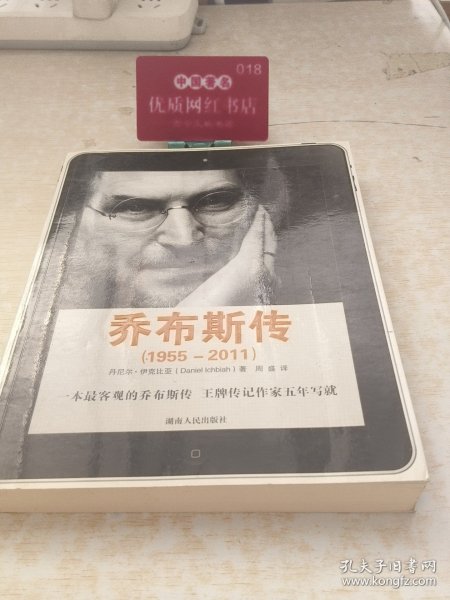 018
中国著名
优质网红书店
乔布斯传
(1955－2011)
丹尼尔·伊克比亚(Daniel Ichbiah)著 周盛 译
一本最客观的乔布斯传 王牌传记作家五年写就
湖南人民出版社
孔夫子旧书网
www.kongfz.com